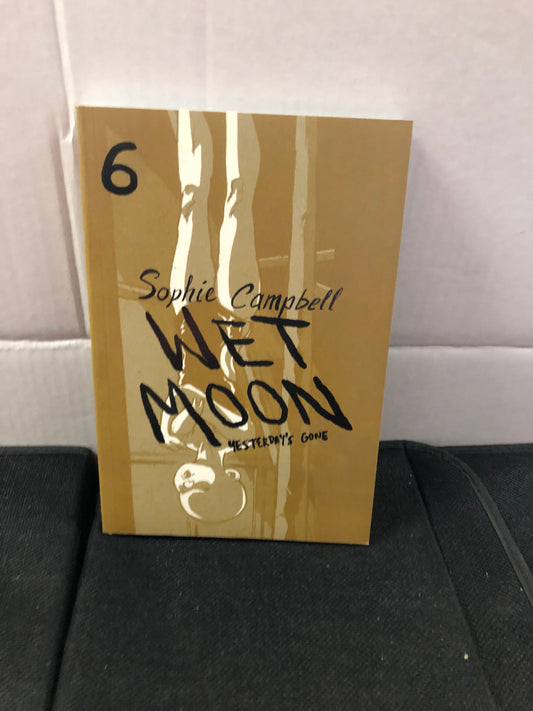 6
Sophie Campbell
WET
MOON
YESTERDAY'S GONE